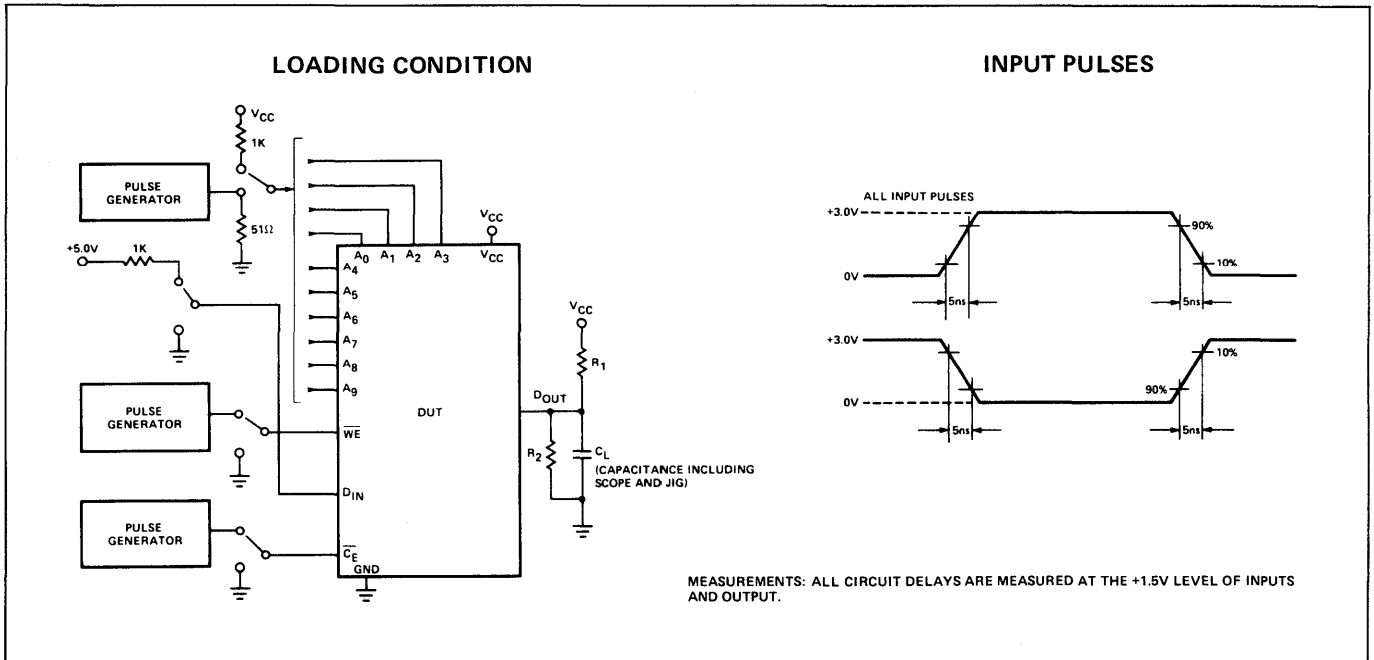 LOADING CONDITION
INPUT PULSES
VCC
1K
PULSE
GENERATOR
51Ω
+5.0V
1K
A0
A1
A2
A3
VCC
VCC
A4
A5
A6
A7
A8
A9
DUT
PULSE
GENERATOR
WE
DIN
PULSE
GENERATOR
CE
GND
VCC
R1
DOUT
R2
CL
(CAPACITANCE INCLUDING
SCOPE AND JIG)
ALL INPUT PULSES
+3.0V
90%
10%
0V
5ns
5ns
+3.0V
10%
90%
0V
5ns
5ns
MEASUREMENTS: ALL CIRCUIT DELAYS ARE MEASURED AT THE +1.5V LEVEL OF INPUTS
AND OUTPUT.